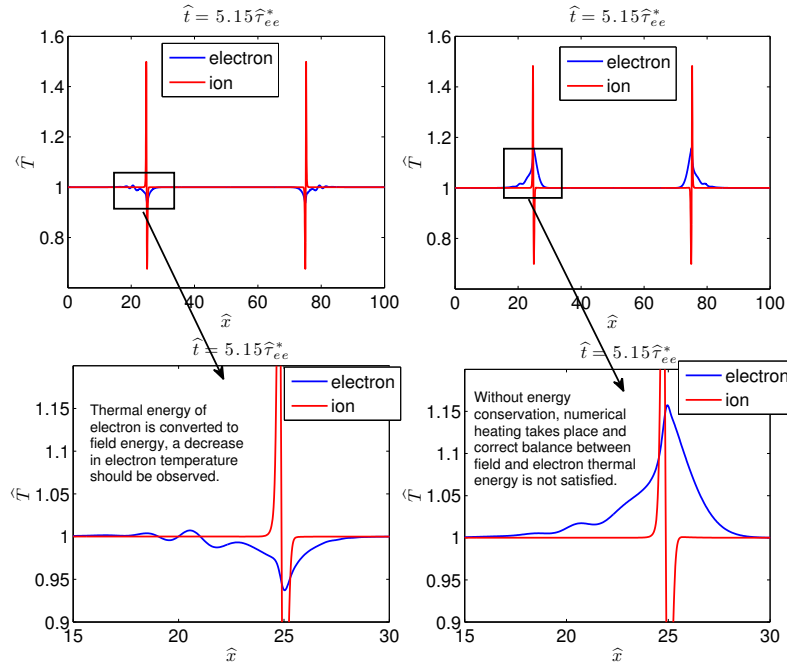 t̂ = 5.15τ̂*ee
electron
ion
1.6
1.4
1.2
1
0.8
T̂
0
20
40
60
80
100
x̂
t̂ = 5.15τ̂*ee
electron
ion
1.6
1.4
1.2
1
0.8
T̂
0
20
40
60
80
100
x̂
t̂ = 5.15τ̂*ee
electron
ion
Thermal energy of
electron is converted to
field energy, a decrease
in electron temperature
should be observed.
1.15
1.1
1.05
1
0.95
0.9
T̂
15
20
25
30
x̂
t̂ = 5.15τ̂*ee
electron
ion
Without energy
conservation, numerical
heating takes place and
correct balance between
field and electron thermal
energy is not satisfied.
1.15
1.1
1.05
1
0.95
0.9
T̂
15
20
25
30
x̂